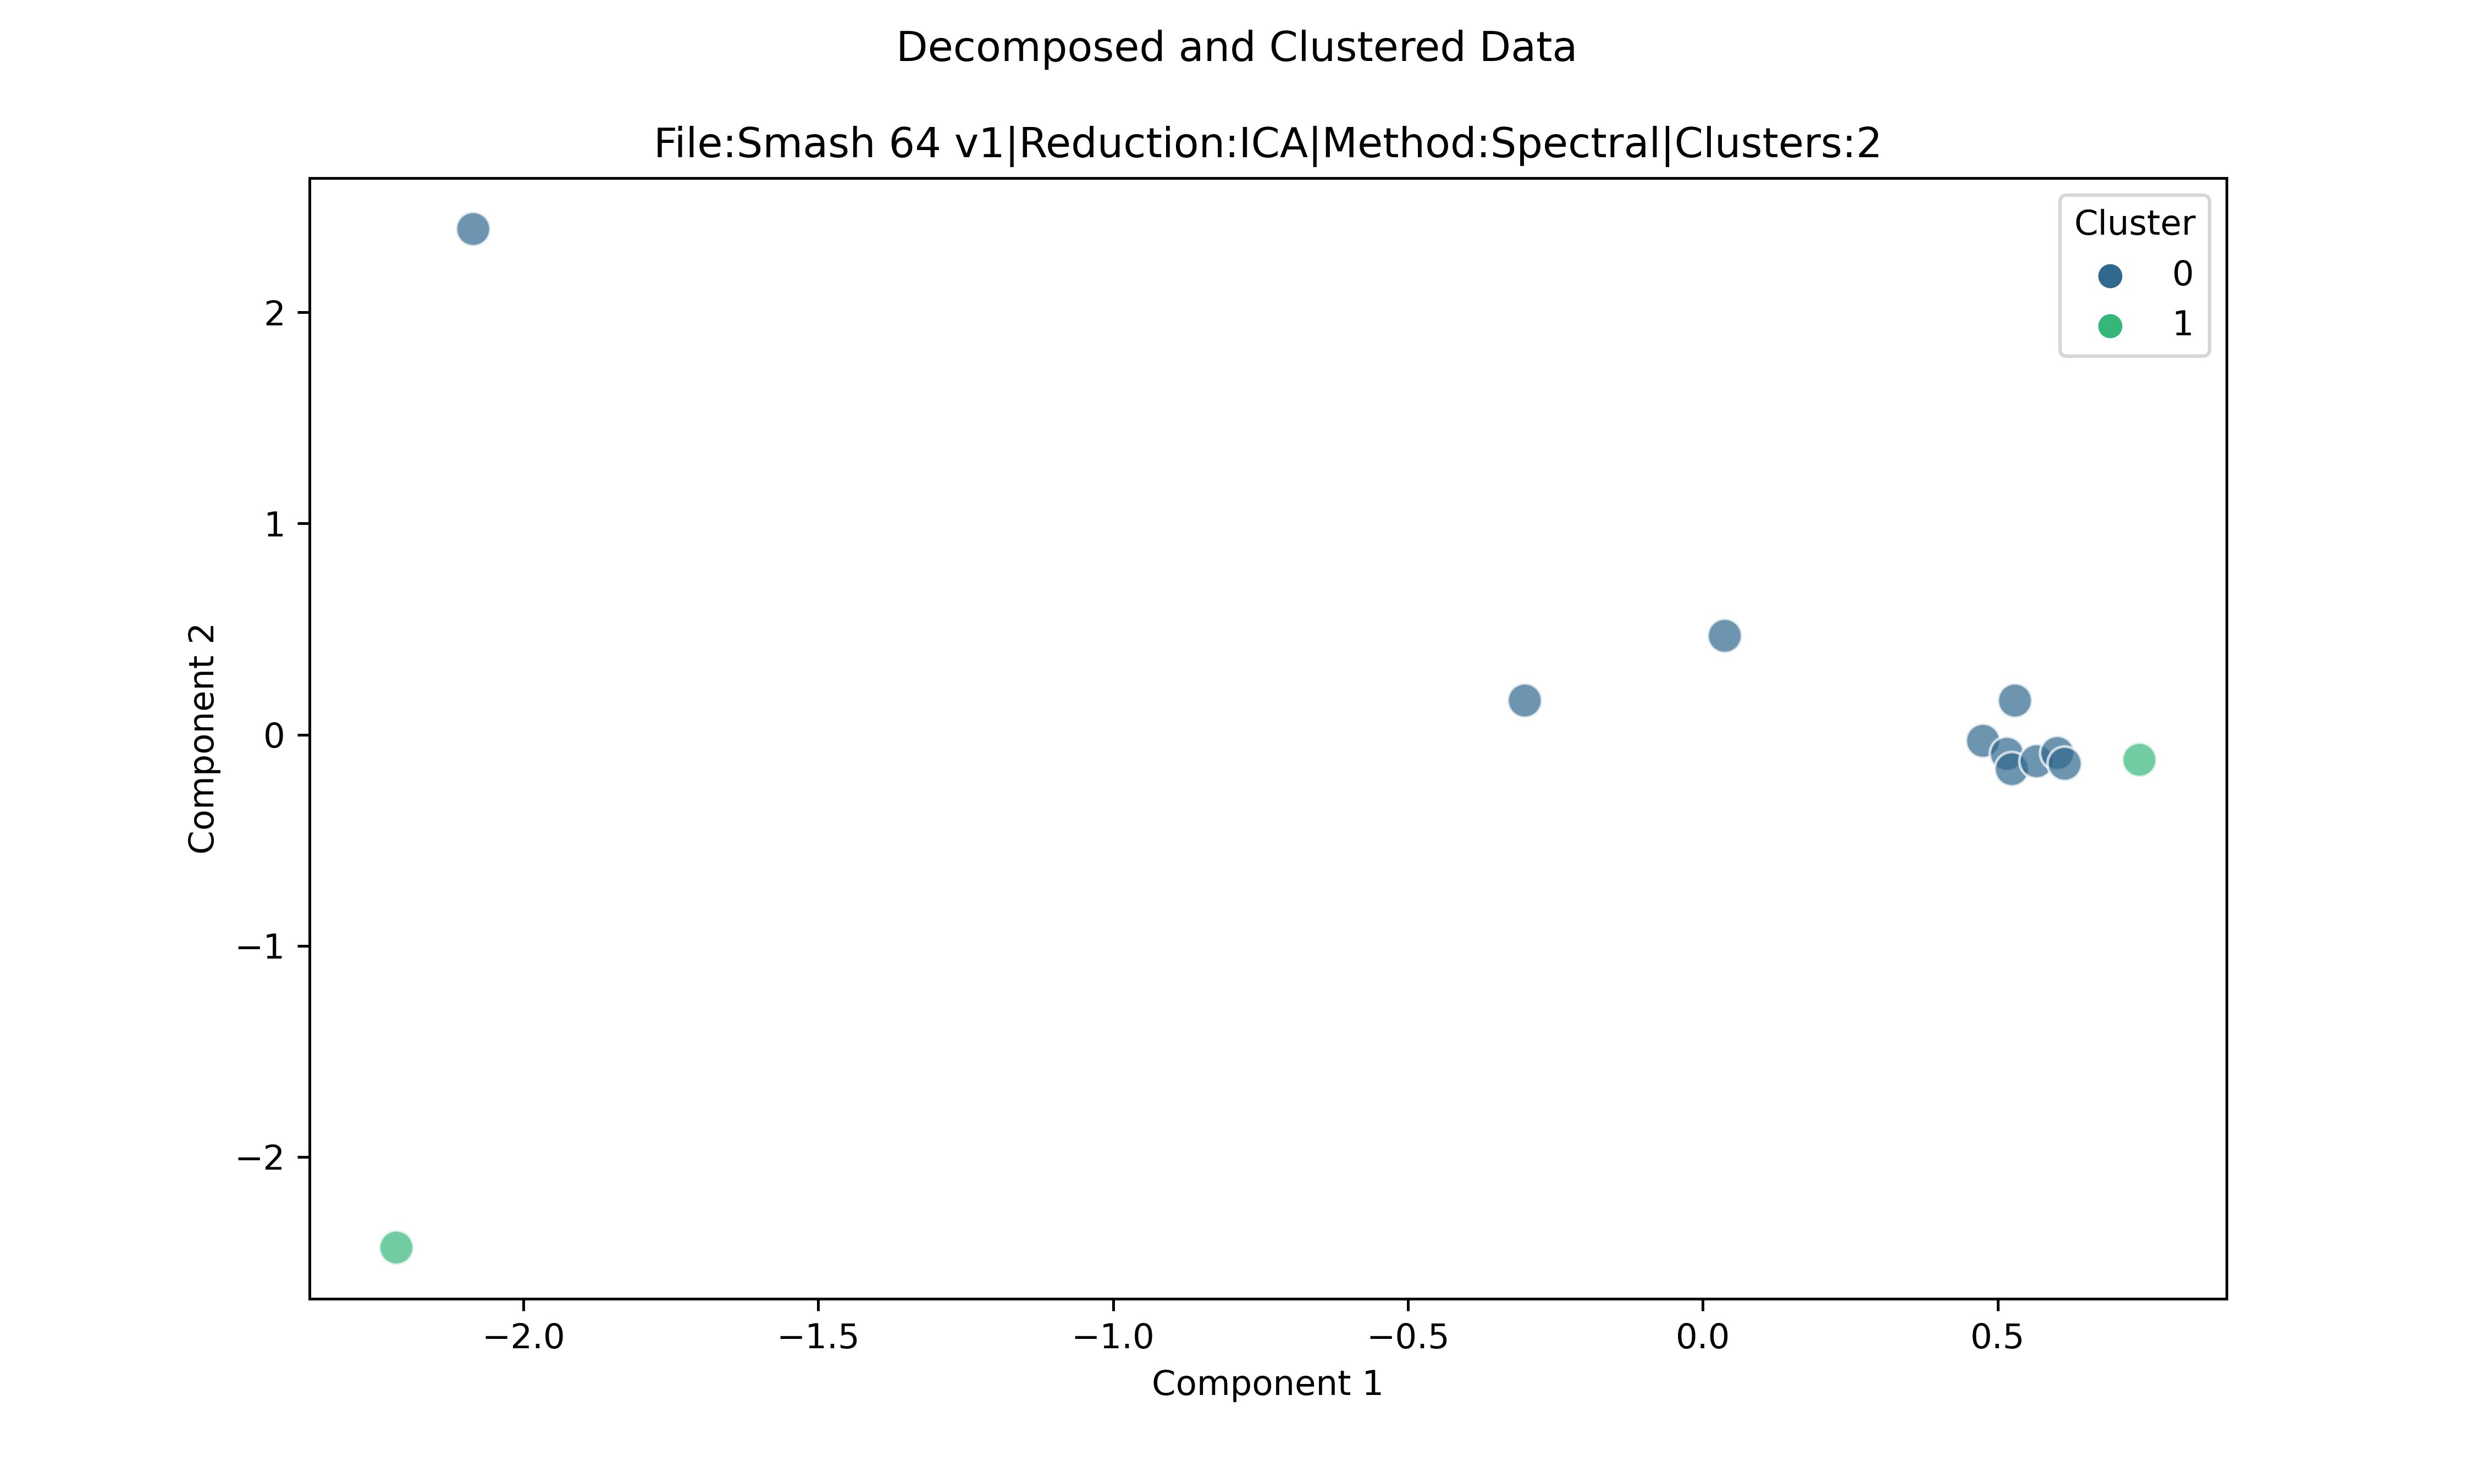 Decomposed and Clustered Data
File:Smash 64 v1|Reduction:ICA|Method:Spectral|Clusters:2
Cluster
0
1
2
1
0
−1
−2
Component 2
−2.0 −1.5 −1.0 −0.5 0.0 0.5
Component 1